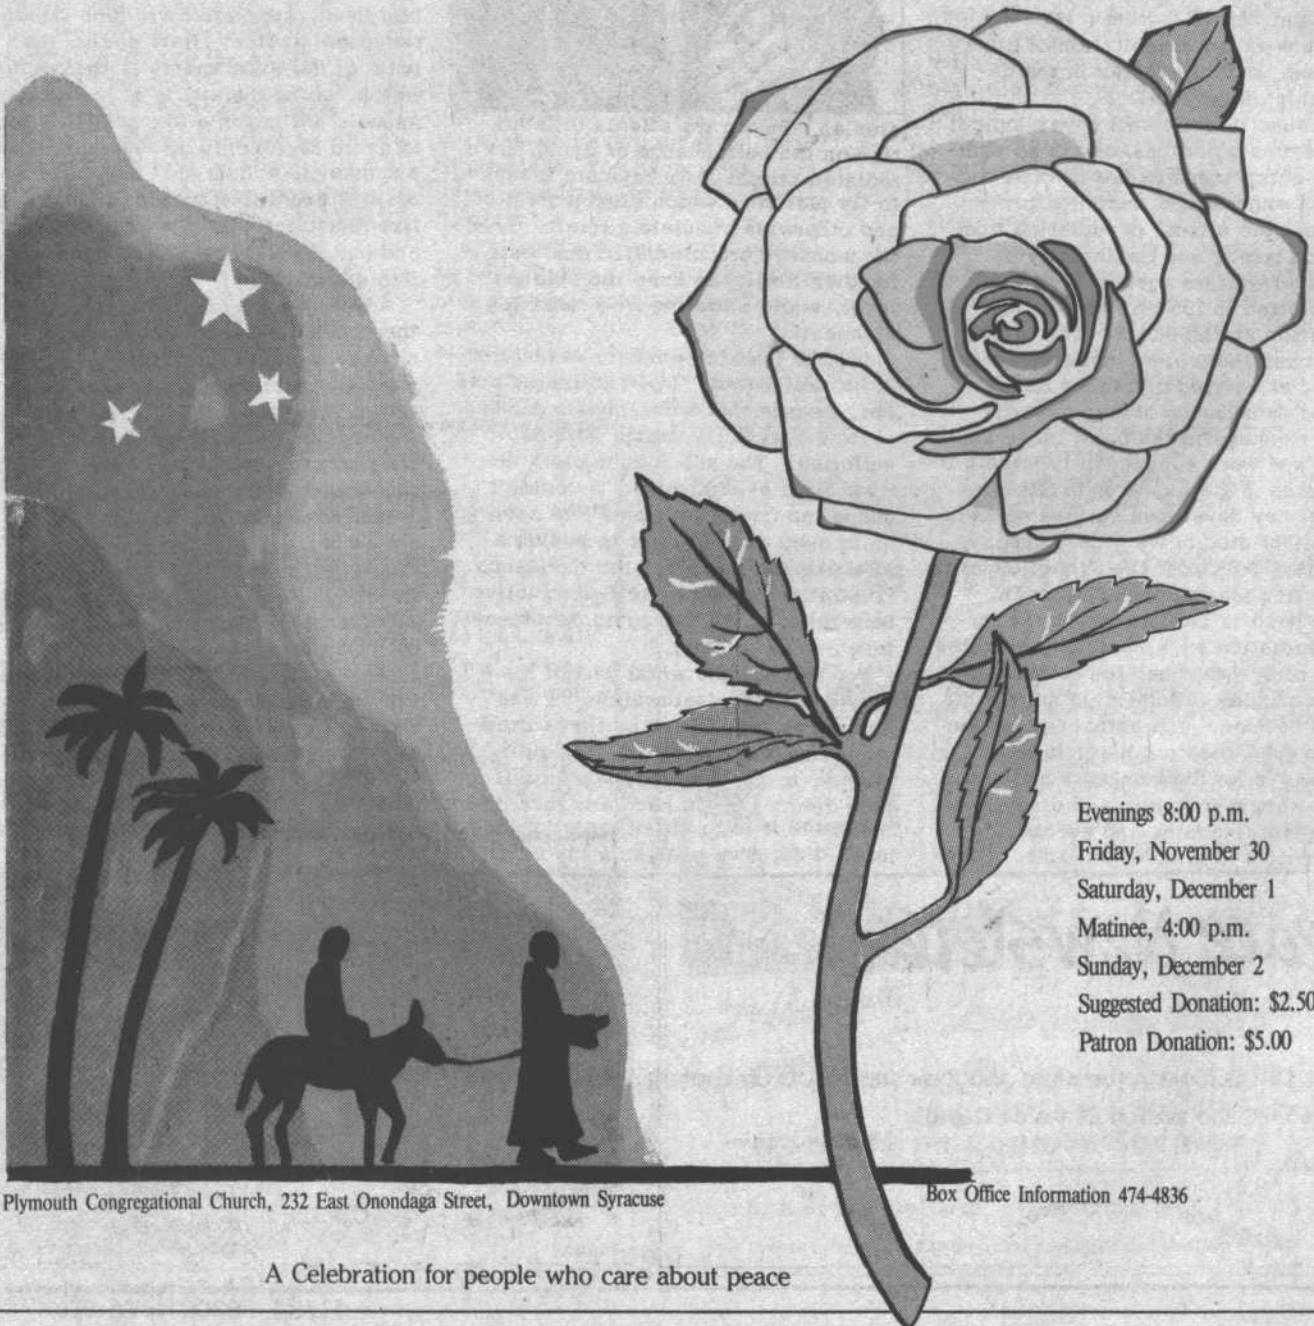 Evenings 8:00 p.m.
Friday, November 30
Saturday, December 1
Matinee, 4:00 p.m.
Sunday, December 2
Suggested Donation: $2.50
Patron Donation: $5.00
Plymouth Congregational Church, 232 East Onondaga Street, Downtown Syracuse
Box Office Information 474-4836
A Celebration for people who care about peace